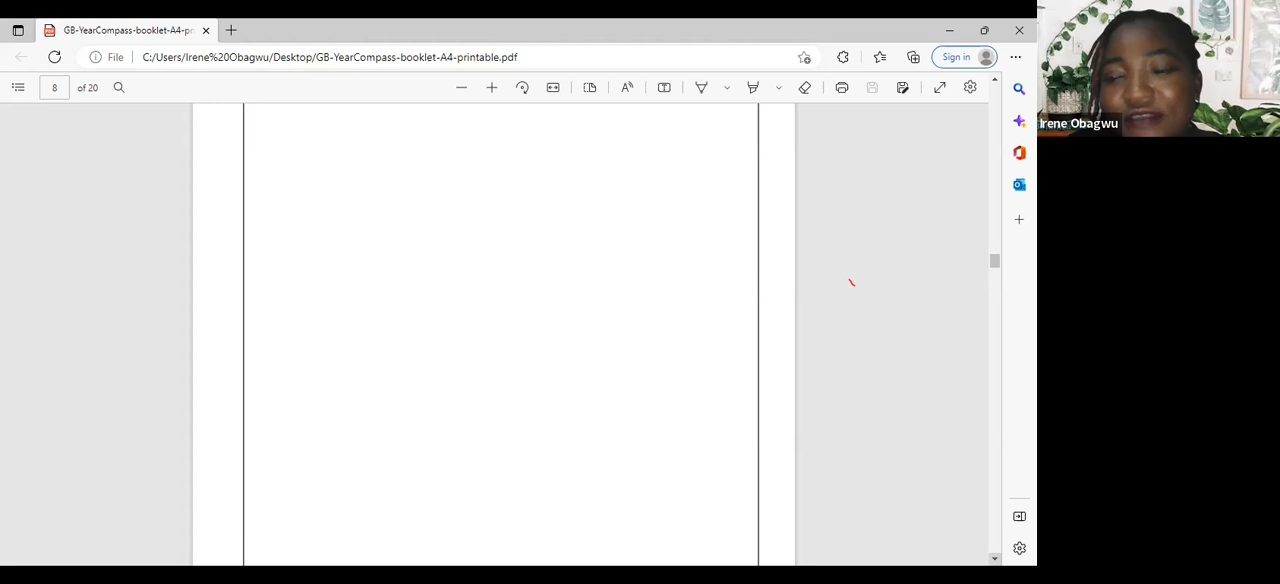 GB-YearCompass-booklet-A4-pr
File
C:/Users/Irene%20Obagwu/Desktop/GB-YearCompass-booklet-A4-printable.pdf
Sign in
8 of 20
Irene Obagwu